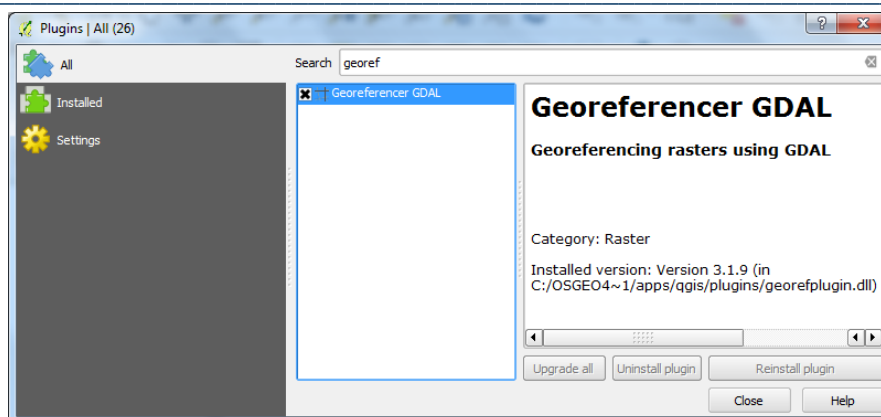 Plugins | All (26)
All
Search georef
Installed
Settings
Georeferencer GDAL
Georeferencer GDAL
Georeferencing rasters using GDAL
Category: Raster
Installed version: Version 3.1.9 (in
C:/OSGEO4~1/apps/qgis/plugins/georefplugin.dll)
Upgrade all
Uninstall plugin
Reinstall plugin
Close
Help